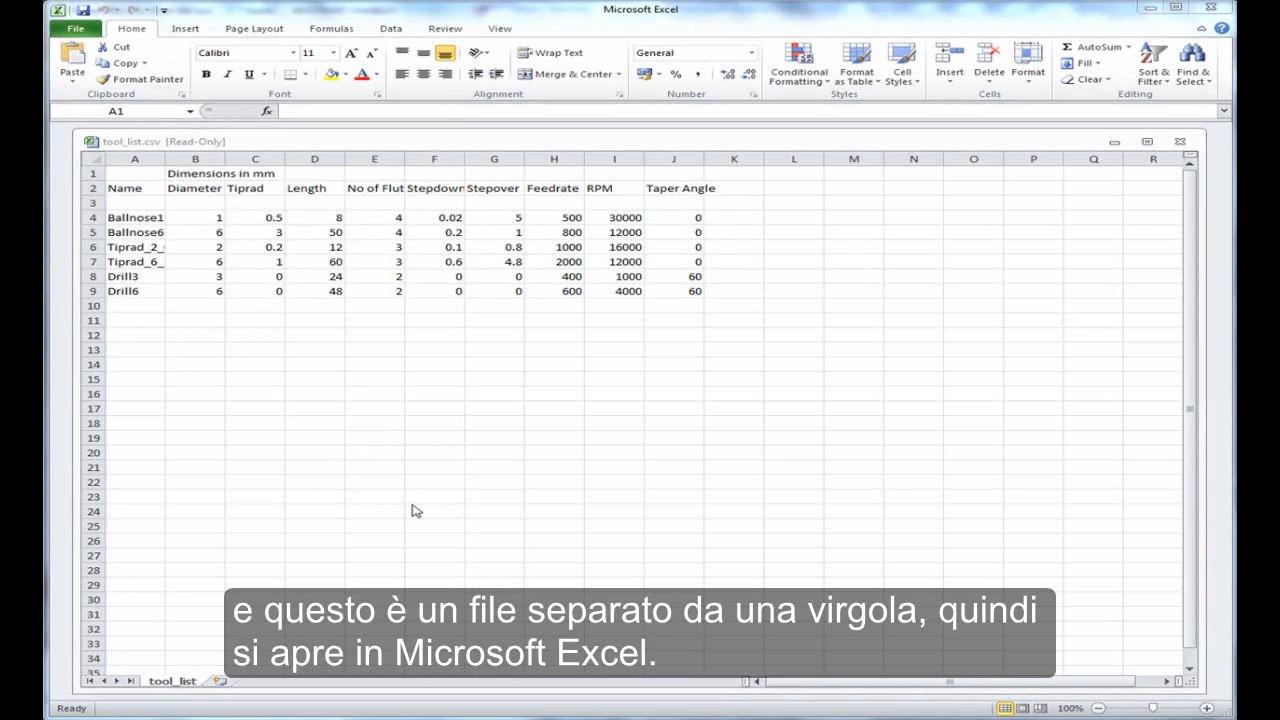 Microsoft Excel
File Home Insert Page Layout Formulas Data Review View
Paste Cut Copy Format Painter Clipboard
Calibri 11 B I U Font
Wrap Text Merge & Center Alignment
General % , Number
Conditional Formatting Format as Table Cell Styles Styles
Insert Delete Format Cells
Σ AutoSum Fill Clear Sort & Filter Find & Select Editing
A1 fx
tool_list.csv [Read-Only]
A B C D E F G H I J K L M N O P Q R
1 Dimensions in mm
2 Name Diameter Tiprad Length No of Flut Stepdown Stepover Feedrate RPM Taper Angle
3
4 Ballnose1 1 0.5 8 4 0.02 5 500 30000 0
5 Ballnose6 6 3 50 4 0.2 1 800 12000 0
6 Tiprad_2_ 2 0.2 12 3 0.1 0.8 1000 16000 0
7 Tiprad_6_ 6 1 60 3 0.6 4.8 2000 12000 0
8 Drill3 3 0 24 2 0 0 400 1000 60
9 Drill6 6 0 48 2 0 0 600 4000 60
10
11
12
13
14
15
16
17
18
19
20
21
22
23
24
25
26
27
28
29
30
31
32
33
34
35
e questo è un file separato da una virgola, quindi
si apre in Microsoft Excel.
tool_list
Ready 100%